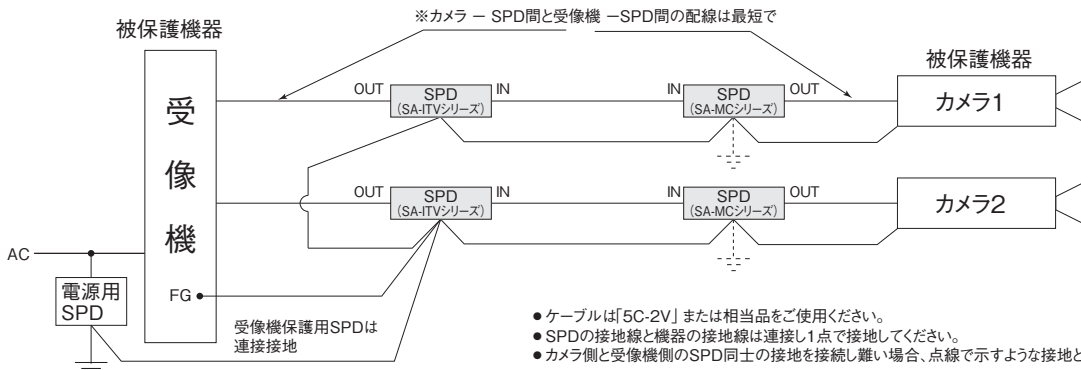 ※カメラ － SPD間と受像機 －SPD間の配線は最短で
被保護機器
被保護機器
受像機
OUT
SPD
(SA-ITVシリーズ)
IN
IN
SPD
(SA-MCシリーズ)
OUT
カメラ1
OUT
SPD
(SA-ITVシリーズ)
IN
IN
SPD
(SA-MCシリーズ)
OUT
カメラ2
AC
電源用
SPD
FG
受像機保護用SPDは
連接接地
● ケーブルは「5C-2V」または相当品をご使用ください。
● SPDの接地線と機器の接地線は連接し1点で接地してください。
● カメラ側と受像機側のSPD同士の接地を接続し難い場合、点線で示すような接地と